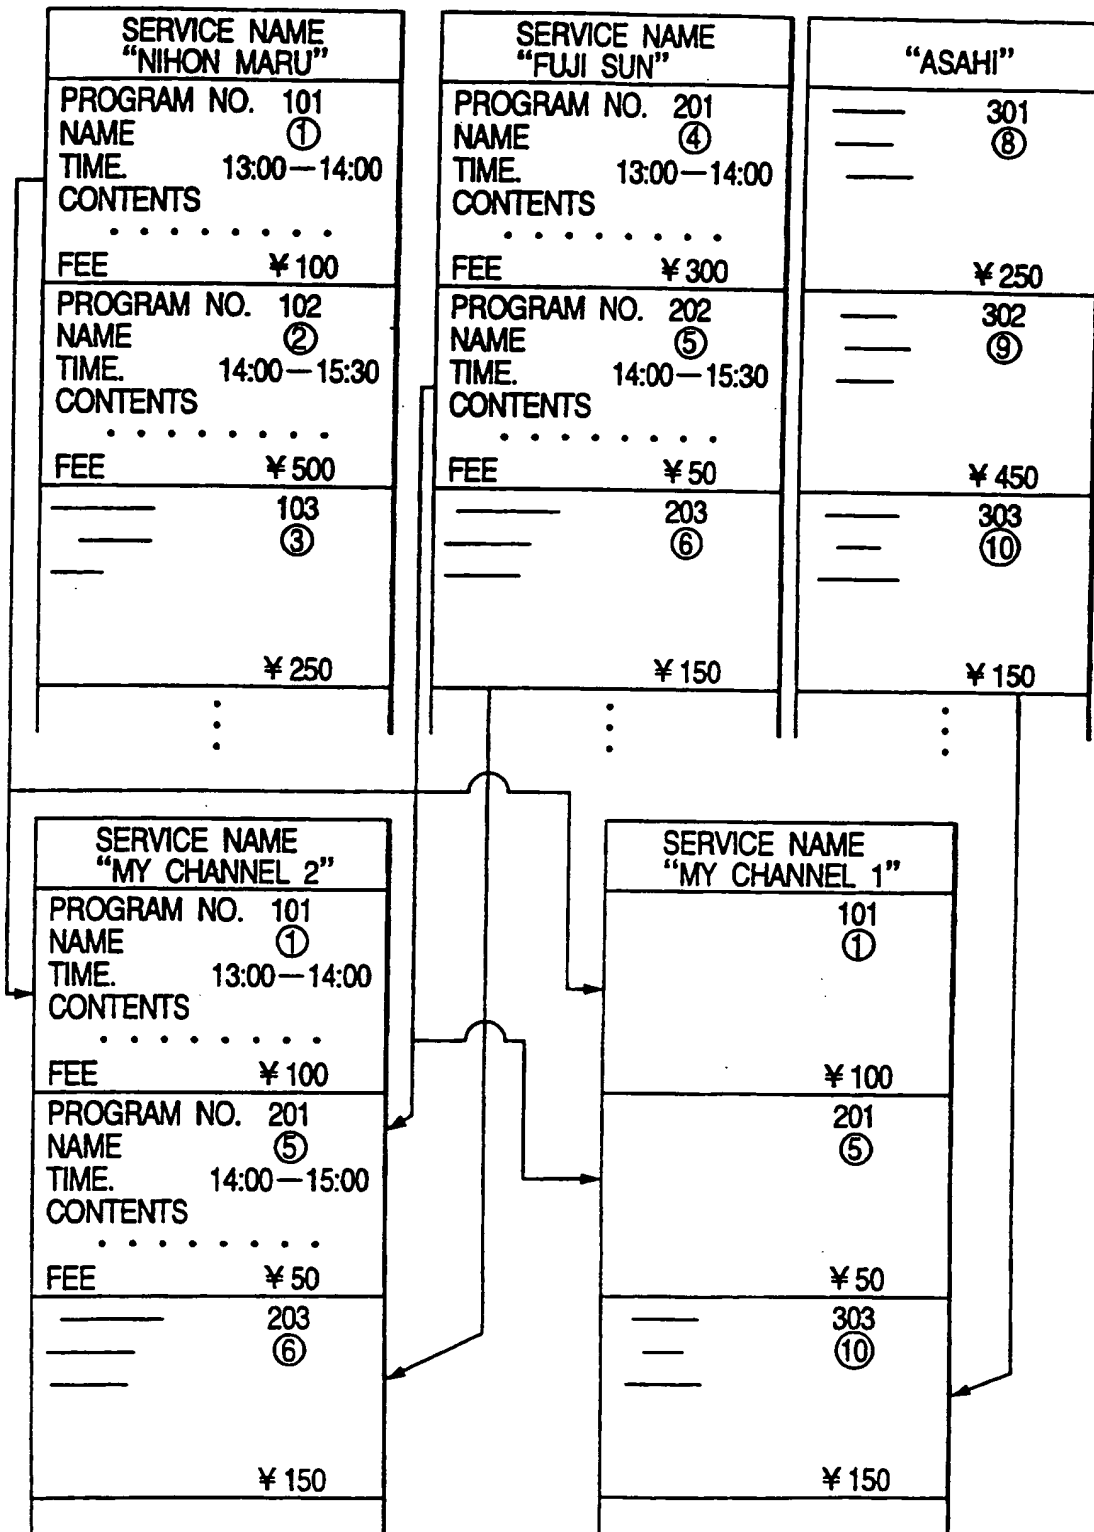 SERVICE NAME
“NIHON MARU”
PROGRAM NO. 101
NAME ①
TIME. 13:00—14:00
CONTENTS
• • • • • • • •
FEE ¥100
PROGRAM NO. 102
NAME ②
TIME. 14:00—15:30
CONTENTS
• • • • • • • •
FEE ¥500
103
③
¥250
SERVICE NAME
“FUJI SUN”
PROGRAM NO. 201
NAME ④
TIME. 13:00—14:00
CONTENTS
• • • • • • • •
FEE ¥300
PROGRAM NO. 202
NAME ⑤
TIME. 14:00—15:30
CONTENTS
• • • • • • • •
FEE ¥50
203
⑥
¥150
“ASAHI”
301
⑧
¥250
302
⑨
¥450
303
⑩
¥150
SERVICE NAME
“MY CHANNEL 2”
PROGRAM NO. 101
NAME ①
TIME. 13:00—14:00
CONTENTS
• • • • • • • •
FEE ¥100
PROGRAM NO. 201
NAME ⑤
TIME. 14:00—15:00
CONTENTS
• • • • • • • •
FEE ¥50
203
⑥
¥150
SERVICE NAME
“MY CHANNEL 1”
101
①
¥100
201
⑤
¥50
303
⑩
¥150